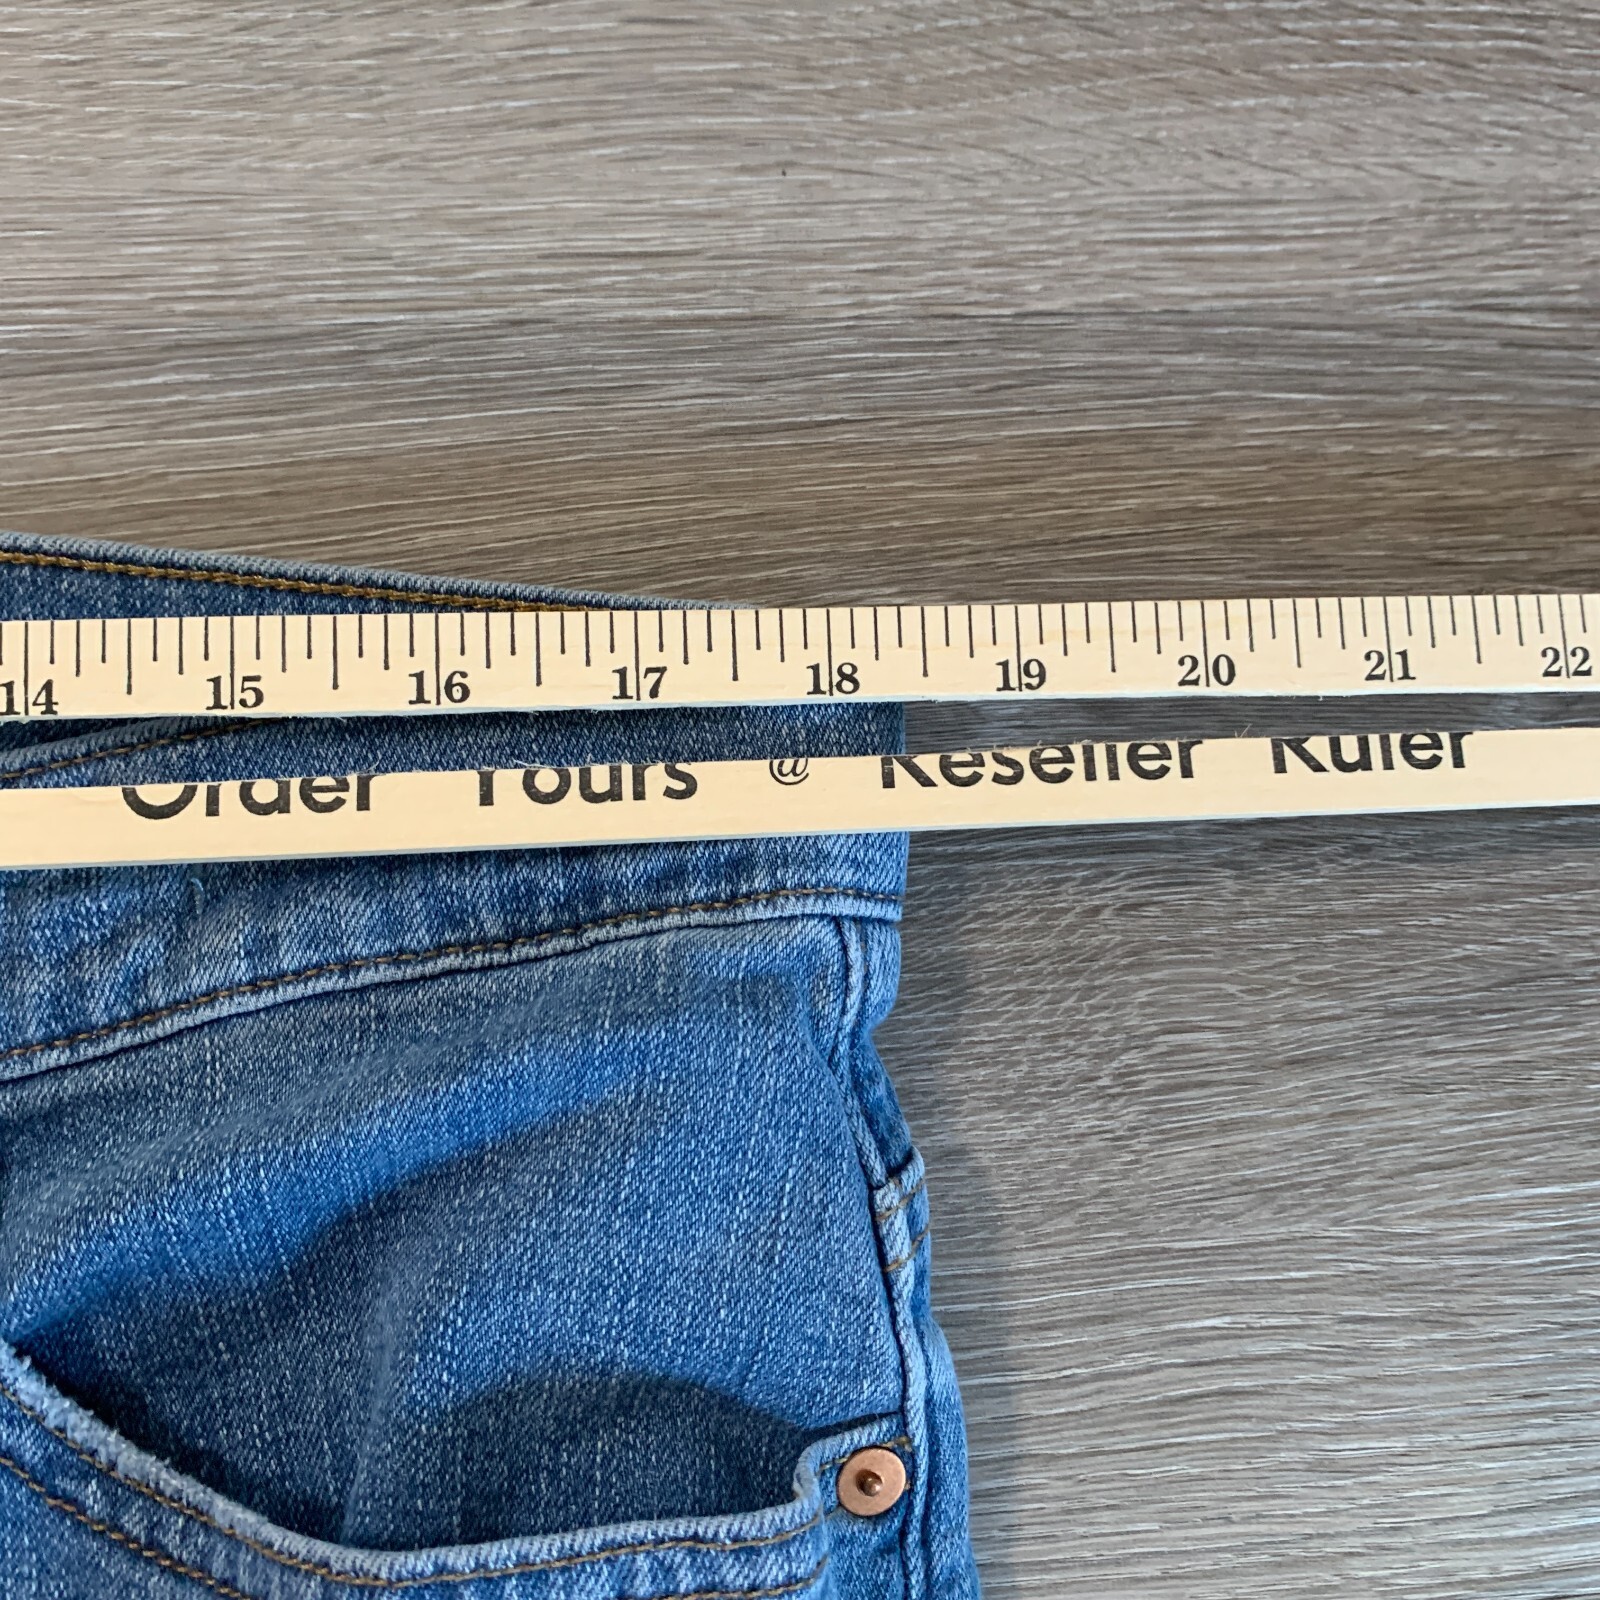 14 15 16 17 18 19 20 21 22
Order Yours @ Reseller Ruler